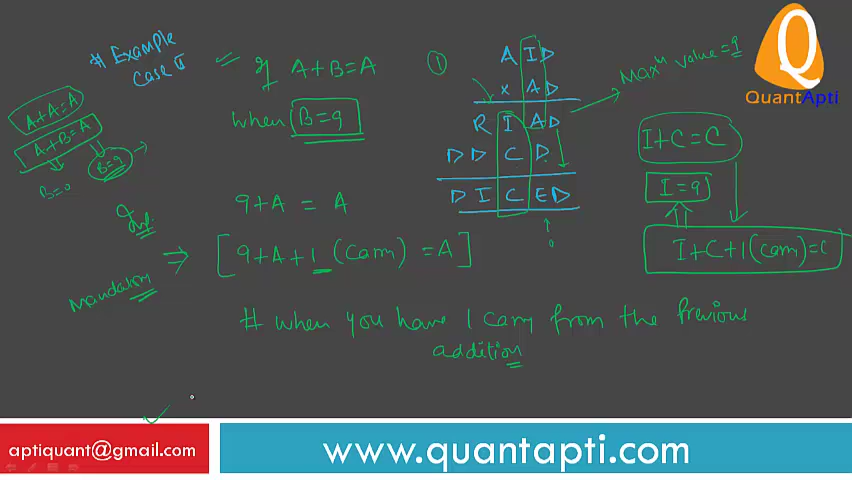 # Example
Case II
A+A=A
A+B=A
B=0
B=9
Inf.
Mandatory
If A+B=A
when B=9
9+A = A
[9+A+1 (Carry) =A]
# when you have 1 Carry from the Previous
addition
①
A I D
x A D
R I A D
D D C D.
D I C E D
Maxm value=9
I+C=C
I=9
I+C+1(carry)=C
Q
QuantApti
aptiquant@gmail.com
www.quantapti.com